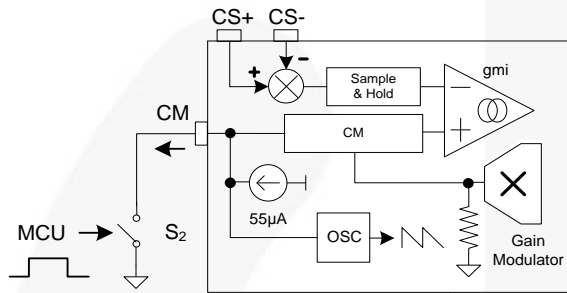 CS+ CS-
+ -
Sample
& Hold
gmi
CM
CM
55µA
MCU
S2
OSC
Gain
Modulator